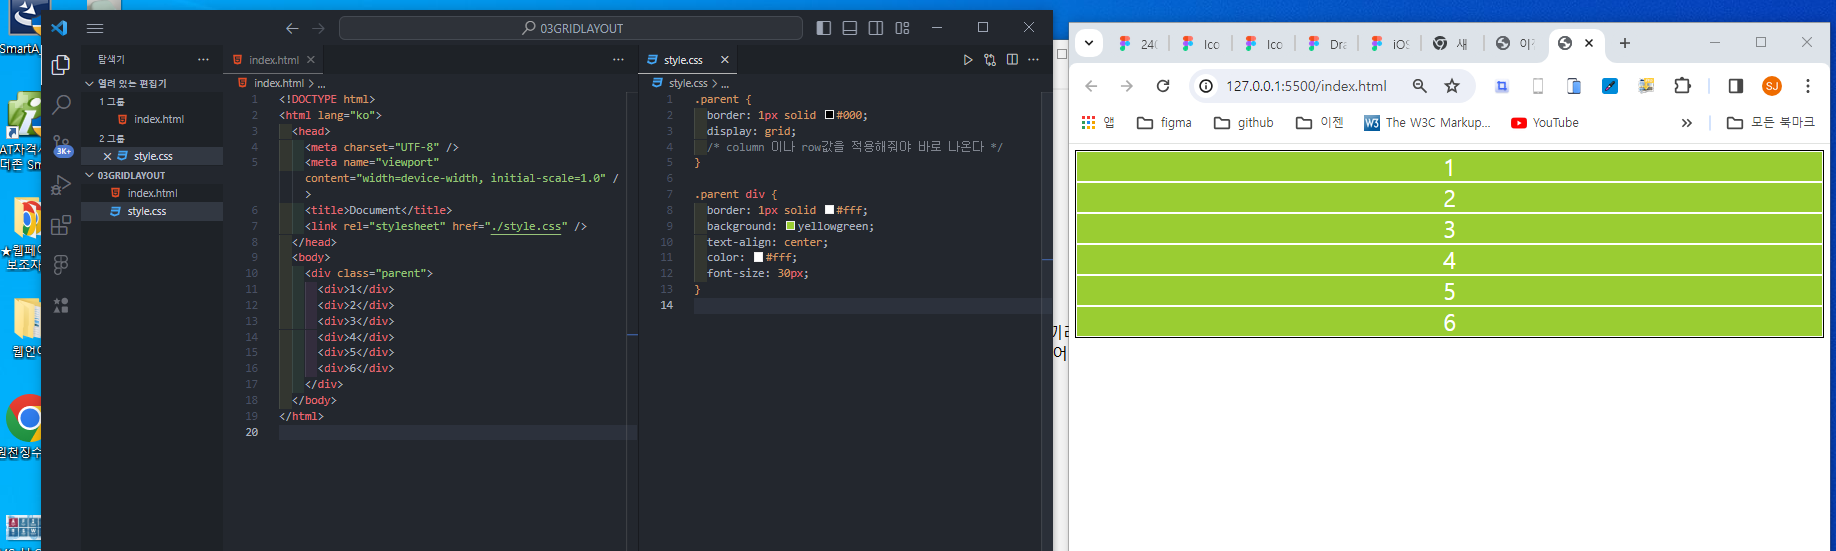 SmartA
더존 Sm
★웹페
보조자
웹언어
원천징수
03GRIDLAYOUT
탐색기
열려 있는 편집기
1 그룹
index.html
2 그룹
style.css
03GRIDLAYOUT
index.html
style.css
3K+
index.html
index.html > ...
1 <!DOCTYPE html>
2 <html lang="ko">
3 <head>
4 <meta charset="UTF-8" />
5 <meta name="viewport"
content="width=device-width, initial-scale=1.0" /
>
6 <title>Document</title>
7 <link rel="stylesheet" href="./style.css" />
8 </head>
9 <body>
10 <div class="parent">
11 <div>1</div>
12 <div>2</div>
13 <div>3</div>
14 <div>4</div>
15 <div>5</div>
16 <div>6</div>
17 </div>
18 </body>
19 </html>
20
style.css
style.css > ...
1 .parent {
2 border: 1px solid #000;
3 display: grid;
4 /* column 이나 row값을 적용해줘야 바로 나온다 */
5 }
6
7 .parent div {
8 border: 1px solid #fff;
9 background: yellowgreen;
10 text-align: center;
11 color: #fff;
12 font-size: 30px;
13 }
14
240
Ico
Ico
Dra
iOS
새
127.0.0.1:5500/index.html
SJ
앱
figma
github
이젠
W3
The W3C Markup...
YouTube
모든 북마크
1
2
3
4
5
6